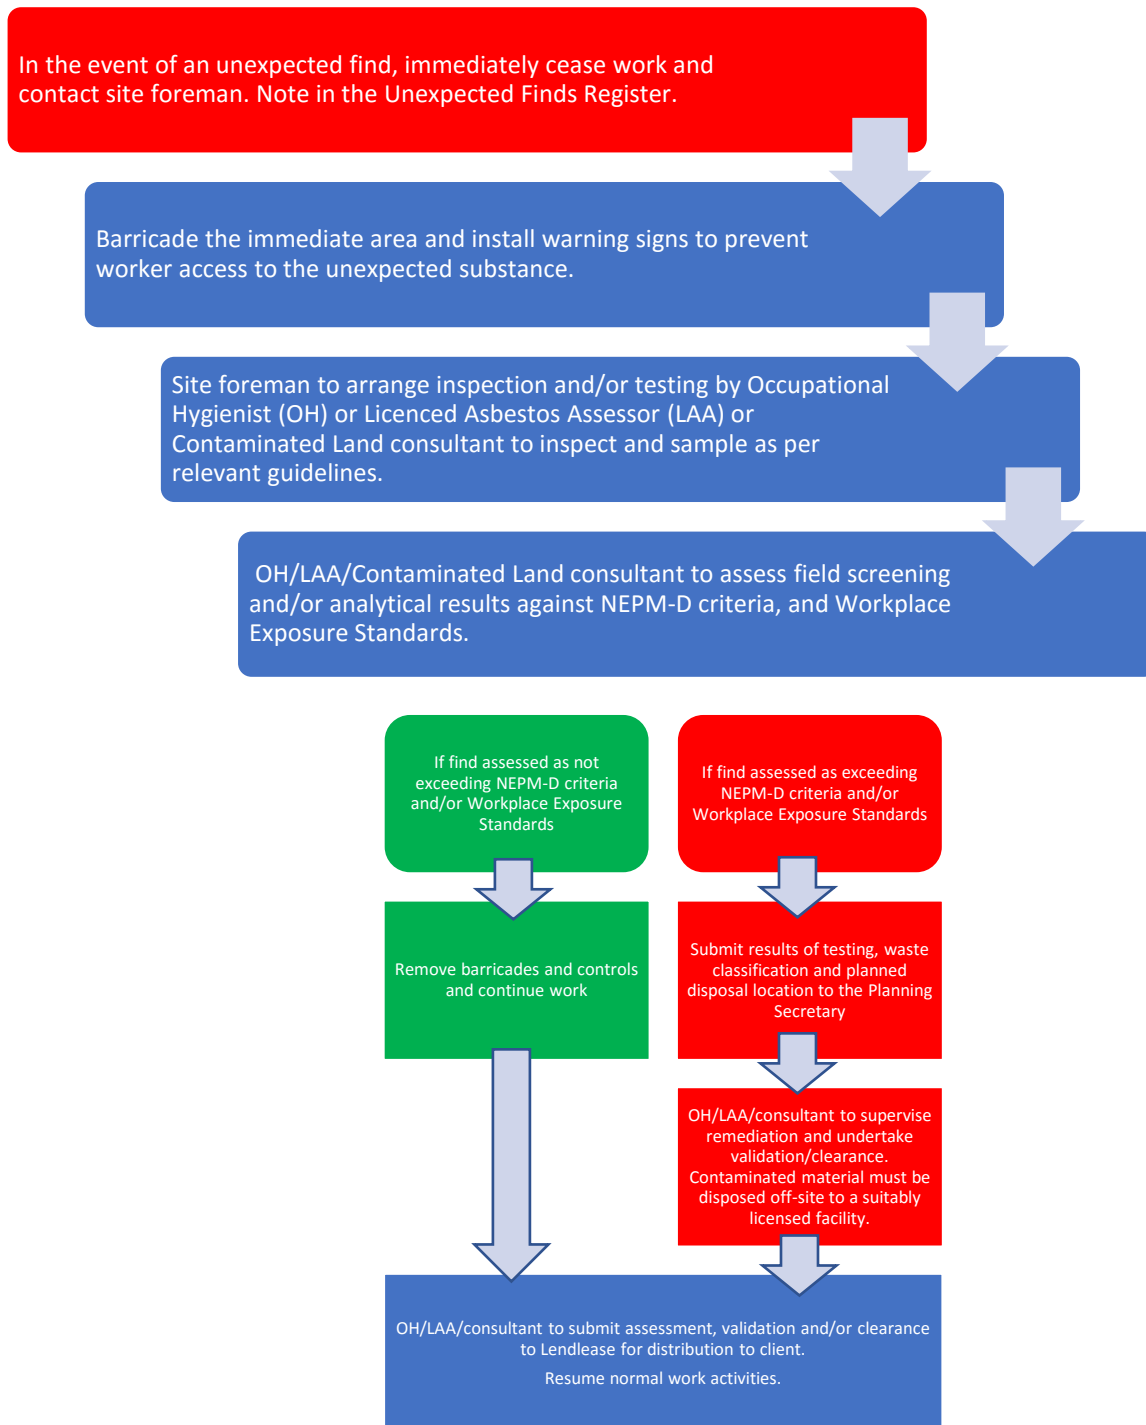 In the event of an unexpected find, immediately cease work and
contact site foreman. Note in the Unexpected Finds Register.
Barricade the immediate area and install warning signs to prevent
worker access to the unexpected substance.
Site foreman to arrange inspection and/or testing by Occupational
Hygienist (OH) or Licenced Asbestos Assessor (LAA) or
Contaminated Land consultant to inspect and sample as per
relevant guidelines.
OH/LAA/Contaminated Land consultant to assess field screening
and/or analytical results against NEPM-D criteria, and Workplace
Exposure Standards.
If find assessed as not
exceeding NEPM-D criteria
and/or Workplace Exposure
Standards
If find assessed as exceeding
NEPM-D criteria and/or
Workplace Exposure Standards
Remove barricades and controls
and continue work
Submit results of testing, waste
classification and planned
disposal location to the Planning
Secretary
OH/LAA/consultant to supervise
remediation and undertake
validation/clearance.
Contaminated material must be
disposed off-site to a suitably
licensed facility.
OH/LAA/consultant to submit assessment, validation and/or clearance
to Lendlease for distribution to client.
Resume normal work activities.